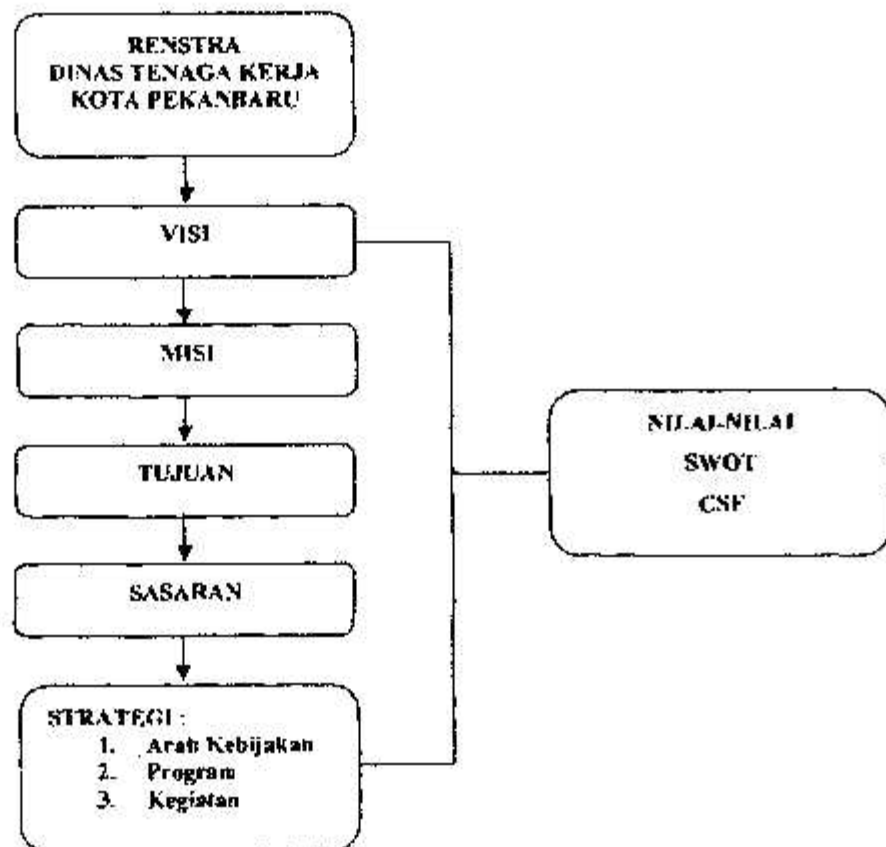 RENSTRA
DINAS TENAGA KERJA
KOTA PEKANBARU
VISI
MISI
TUJUAN
SASARAN
STRATEGI :
1. Arah Kebijakan
2. Program
3. Kegiatan
NILAI-NILAI
SWOT
CSF